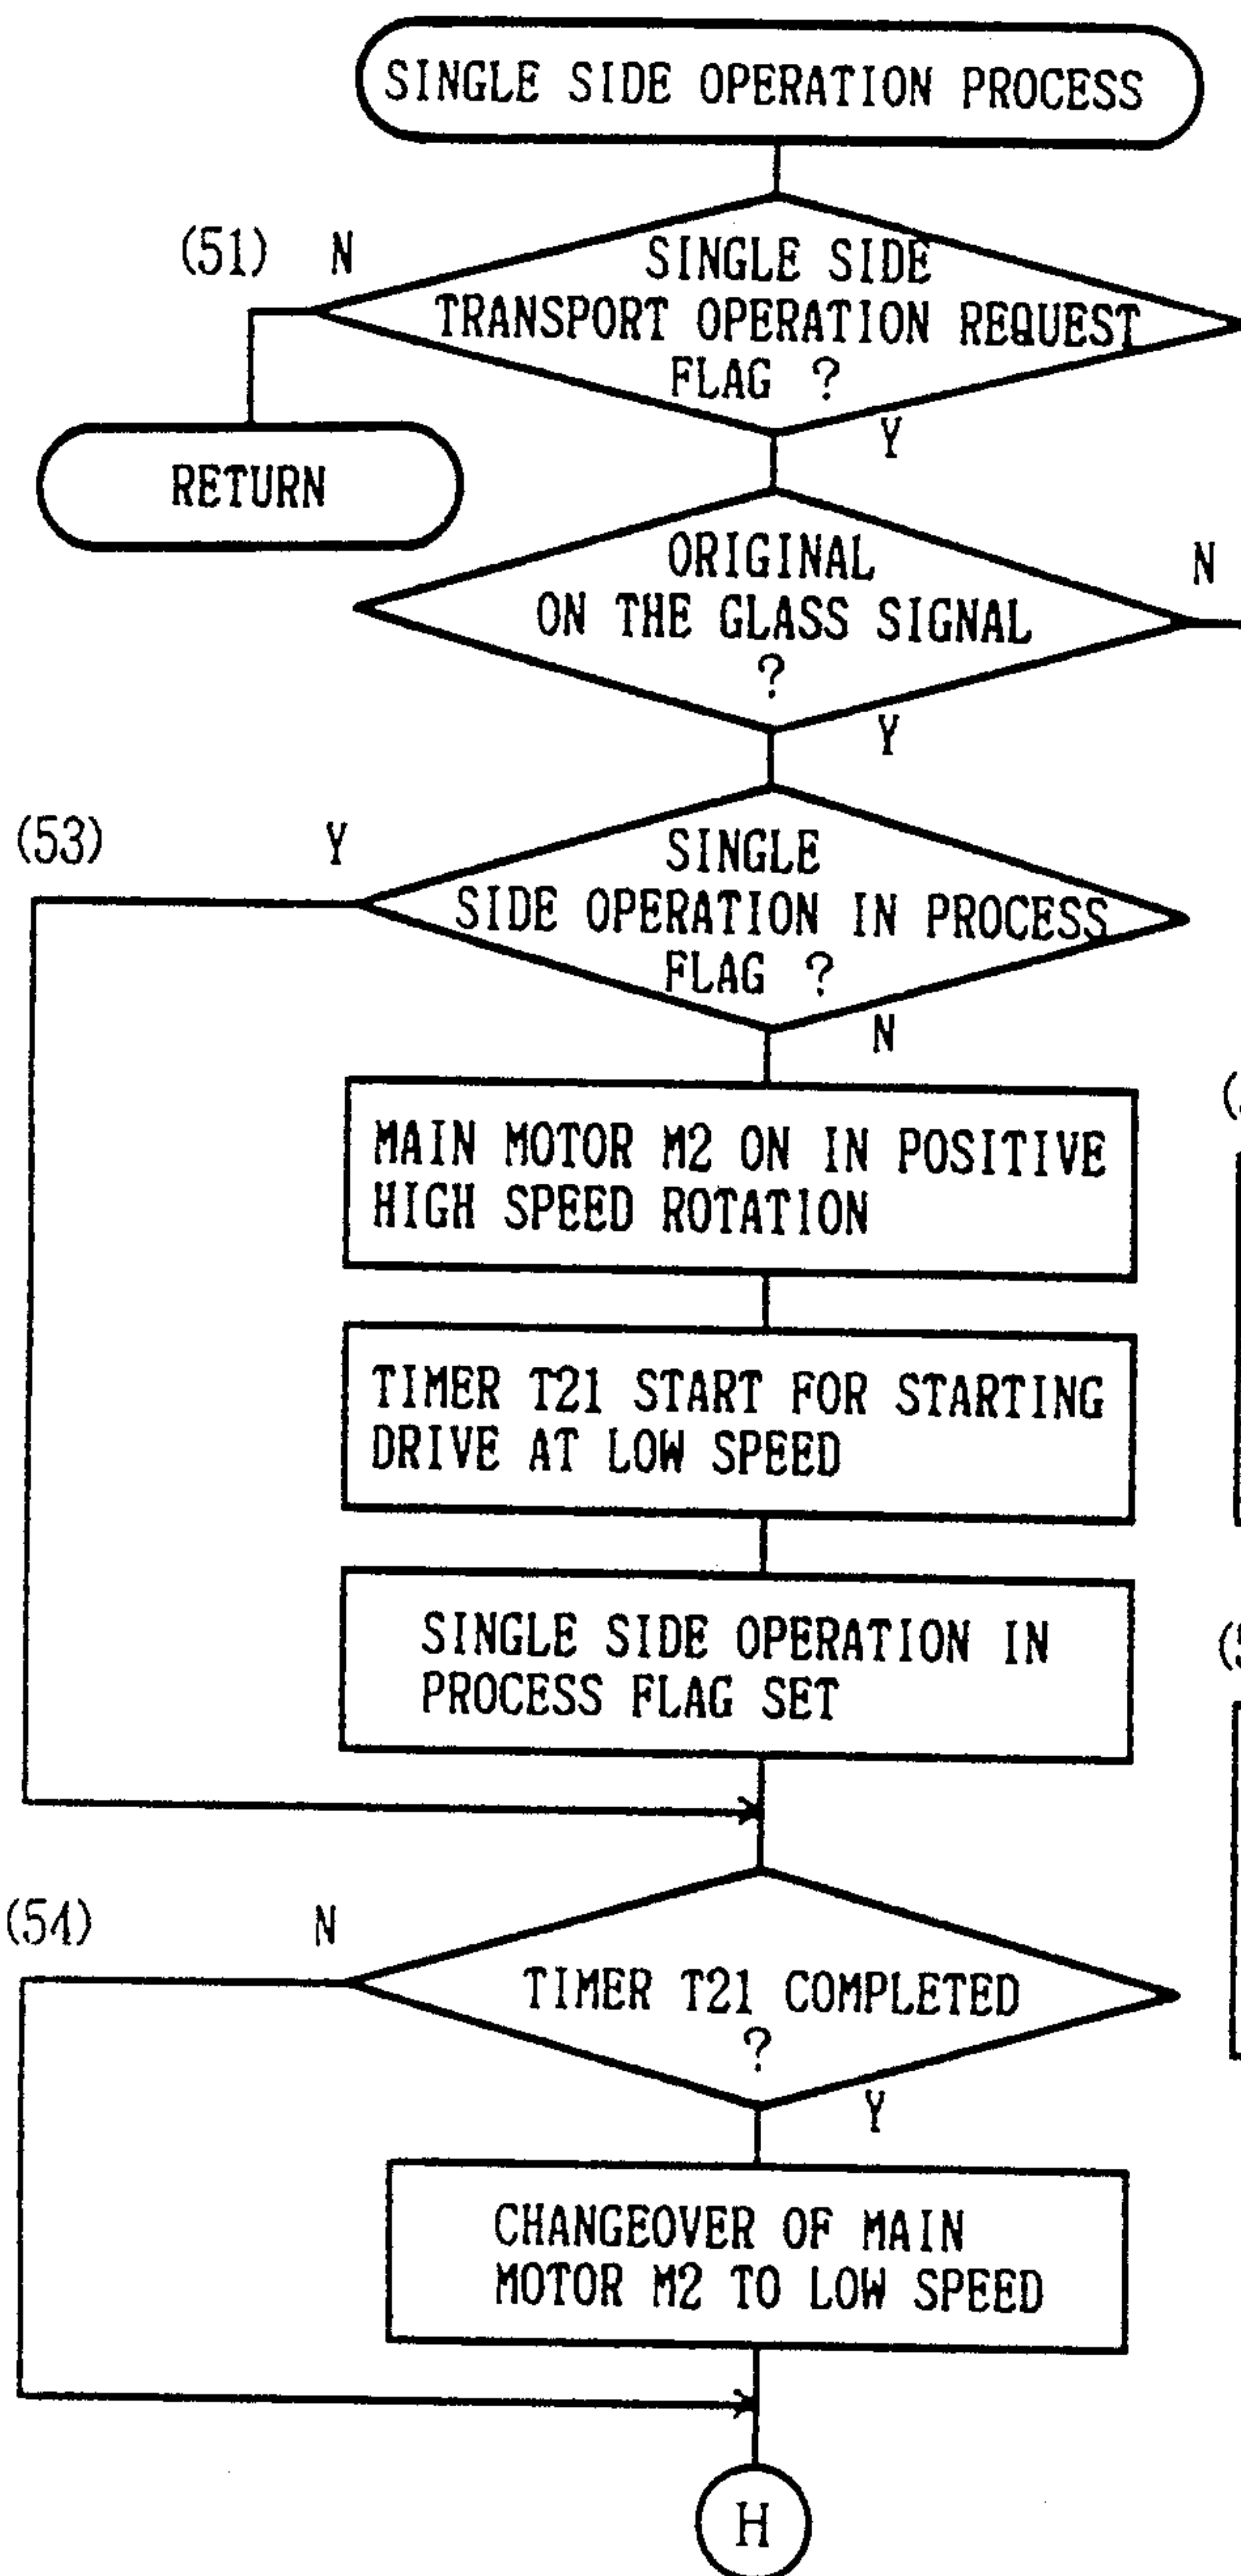 SINGLE SIDE OPERATION PROCESS
(51) N
SINGLE SIDE
TRANSPORT OPERATION REQUEST
FLAG ?
Y
RETURN
ORIGINAL
ON THE GLASS SIGNAL
?
N
Y
(53) Y
SINGLE
SIDE OPERATION IN PROCESS
FLAG ?
N
MAIN MOTOR M2 ON IN POSITIVE
HIGH SPEED ROTATION
TIMER T21 START FOR STARTING
DRIVE AT LOW SPEED
SINGLE SIDE OPERATION IN
PROCESS FLAG SET
(54) N
TIMER T21 COMPLETED
?
Y
CHANGEOVER OF MAIN
MOTOR M2 TO LOW SPEED
H